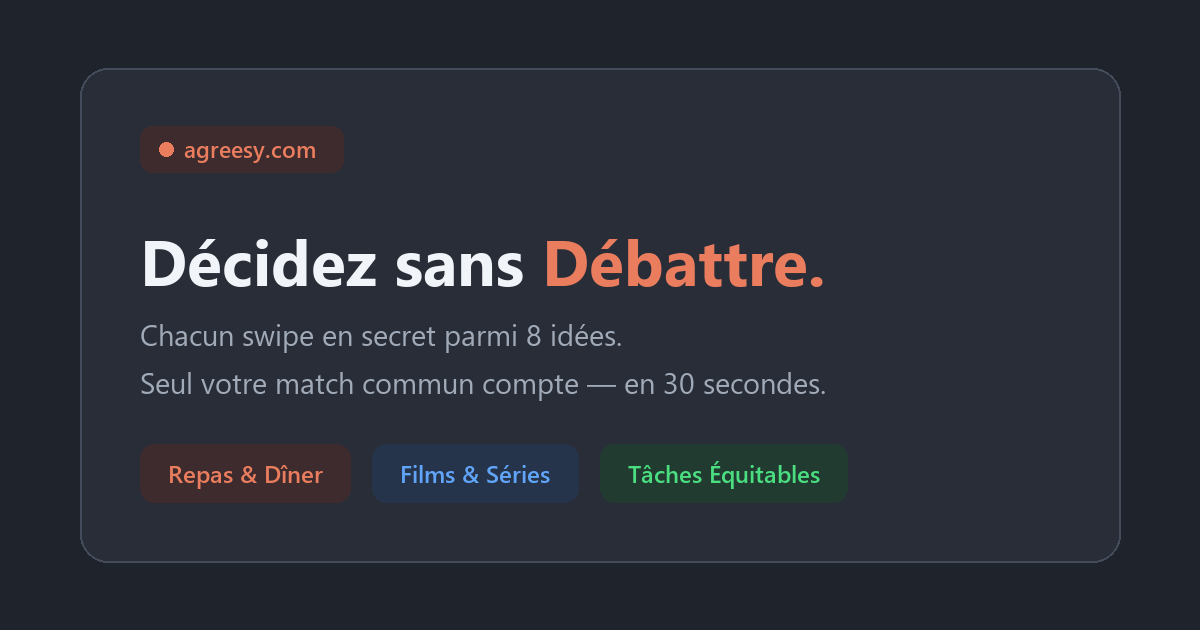 agreesy.com
Décidez sans Débattre.
Chacun swipe en secret parmi 8 idées.
Seul votre match commun compte — en 30 secondes.
Repas & Dîner
Films & Séries
Tâches Équitables